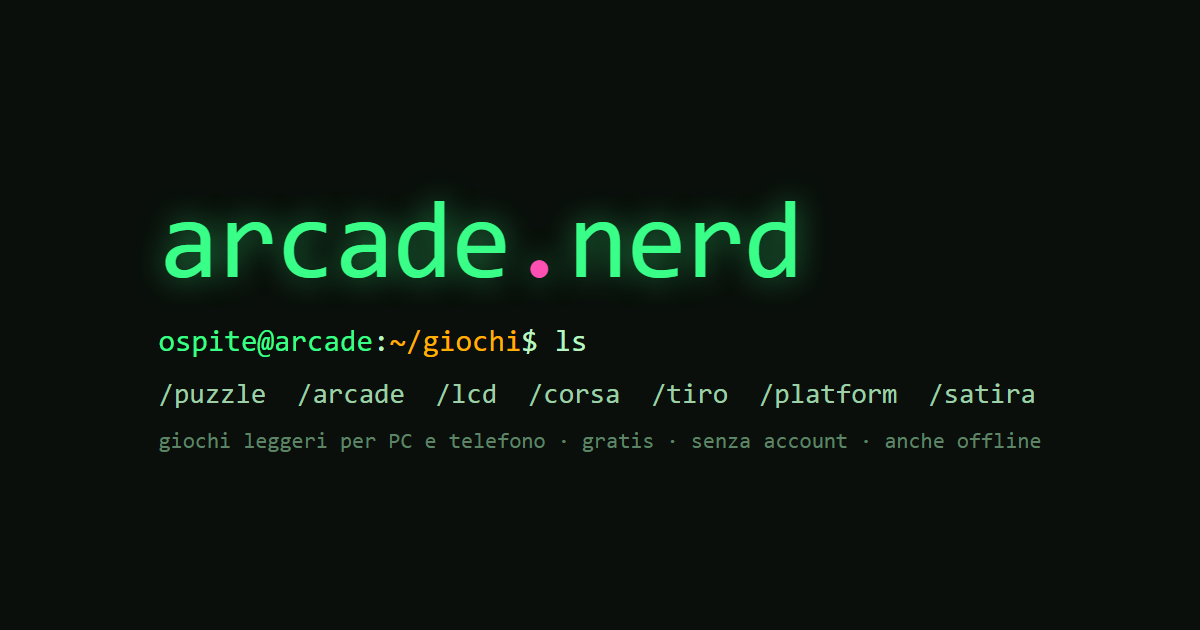 arcade.nerd
ospite@arcade:~/giochi$ ls
/puzzle /arcade /lcd /corsa /tiro /platform /satira
giochi leggeri per PC e telefono · gratis · senza account · anche offline